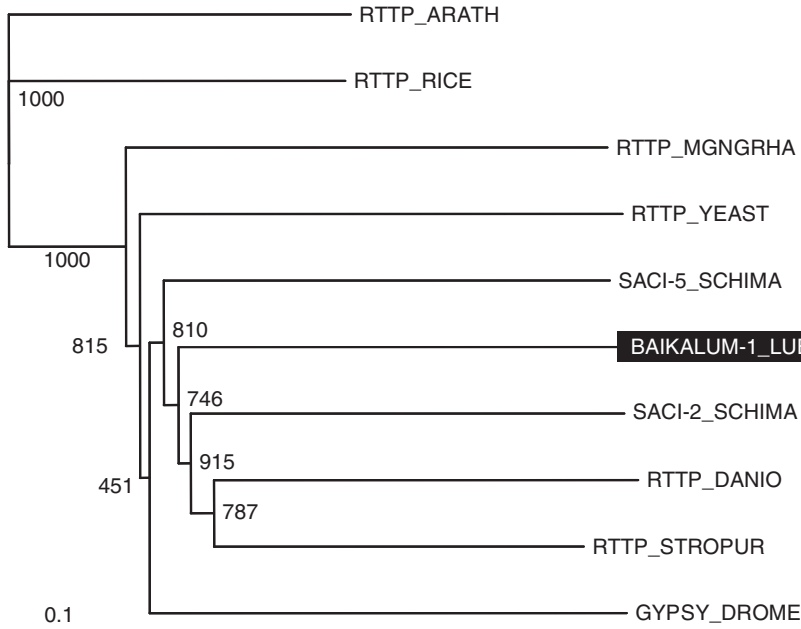 RTTP_ARATH
RTTP_RICE
1000
RTTP_MGNGRHA
RTTP_YEAST
1000
SACI-5_SCHIMA
810
815
BAIKALUM-1_LUB
746
SACI-2_SCHIMA
915
RTTP_DANIO
451
787
RTTP_STROPUR
0.1
GYPSY_DROME